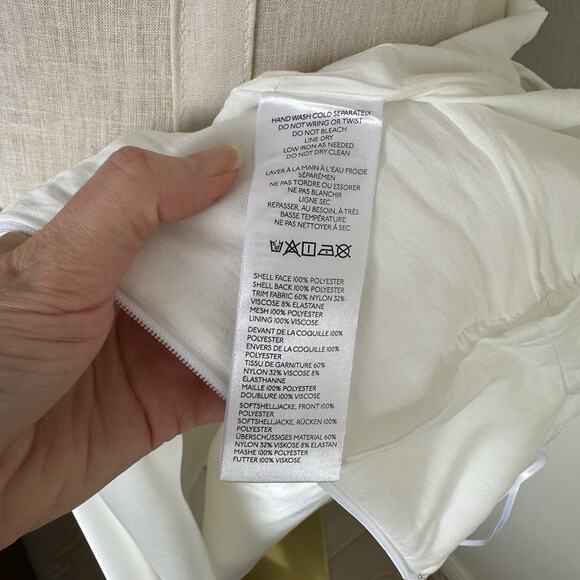 HAND WASH COLD SEPARATELY
DO NOT WRING OR TWIST
DO NOT BLEACH
LINE DRY
LOW IRON AS NEEDED
DO NOT DRY CLEAN
LAVER À LA MAIN À L'EAU FROIDE
SÉPARÉMEN
NE PAS TORDRE OU ESSORER
NE PAS BLANCHIR
LIGNE SEC
REPASSER, AU BESOIN, À TRÈS
BASSE TEMPÉRATURE
NE PAS NETTOYER À SEC
SHELL FACE 100% POLYESTER
SHELL BACK 100% POLYESTER
TRIM FABRIC 60% NYLON 32%
VISCOSE 8% ELASTANE
MESH 100% POLYESTER
LINING 100% VISCOSE
DEVANT DE LA COQUILLE 100%
POLYESTER
ENVERS DE LA COQUILLE 100%
POLYESTER
TISSU DE GARNITURE 60%
NYLON 32% VISCOSE 8%
ÉLASTHANNE
MAILLE 100% POLYESTER
DOUBLURE 100% VISCOSE
SOFTSHELLJACKE, FRONT 100%
POLYESTER
SOFTSHELLJACKE, RÜCKEN 100%
POLYESTER
ÜBERSCHÜSSIGES MATERIAL 60%
NYLON 32% VISKOSE 8% ELASTAN
MASHE 100% POLYESTER
FUTTER 100% VISKOSE